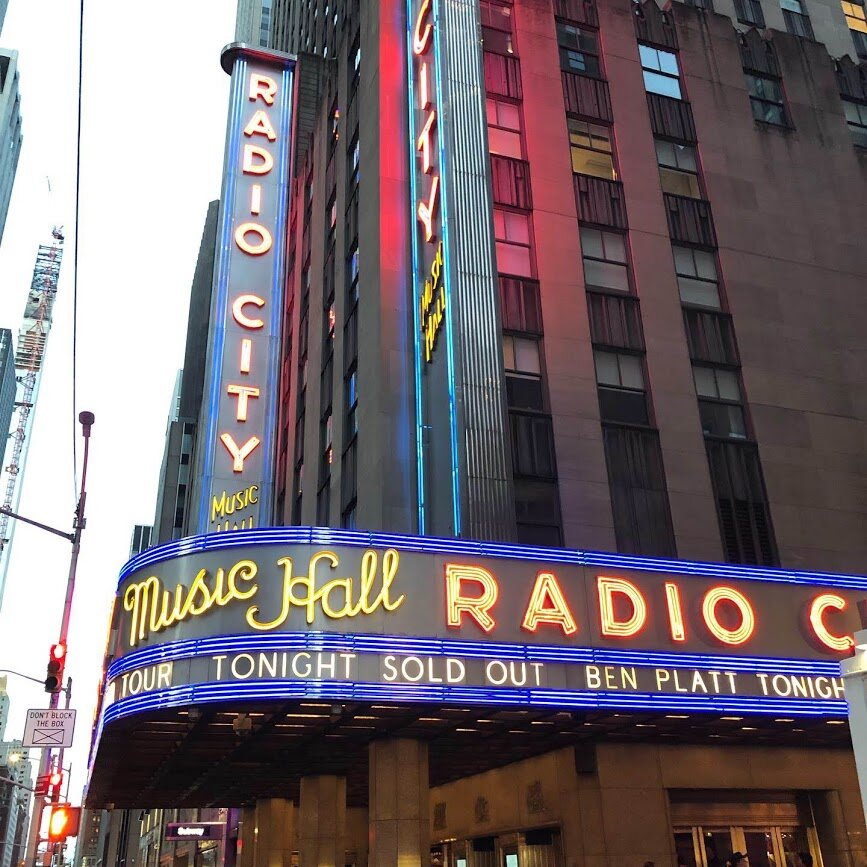 RADIO CITY
MUSIC
HALL
CITY
MUSIC
HALL
Music Hall RADIO C
TOUR TONIGHT SOLD OUT BEN PLATT TONIGH
DON'T BLOCK
THE BOX
Subway